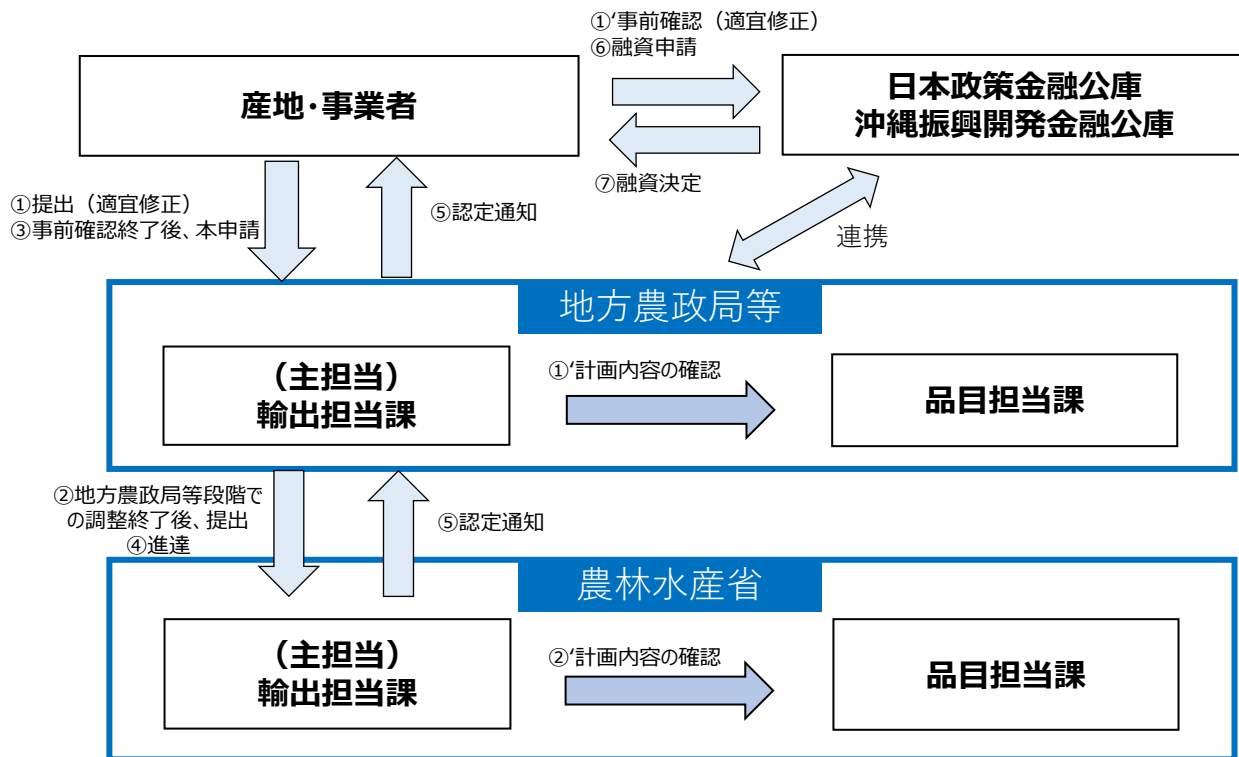 ①‘事前確認（適宜修正）
⑥融資申請
産地・事業者
日本政策金融公庫
沖縄振興開発金融公庫
⑦融資決定
①提出（適宜修正）
③事前確認終了後、本申請
⑤認定通知
連携
地方農政局等
（主担当）
輸出担当課
①‘計画内容の確認
品目担当課
②地方農政局等段階で
の調整終了後、提出
④進達
⑤認定通知
農林水産省
（主担当）
輸出担当課
②‘計画内容の確認
品目担当課